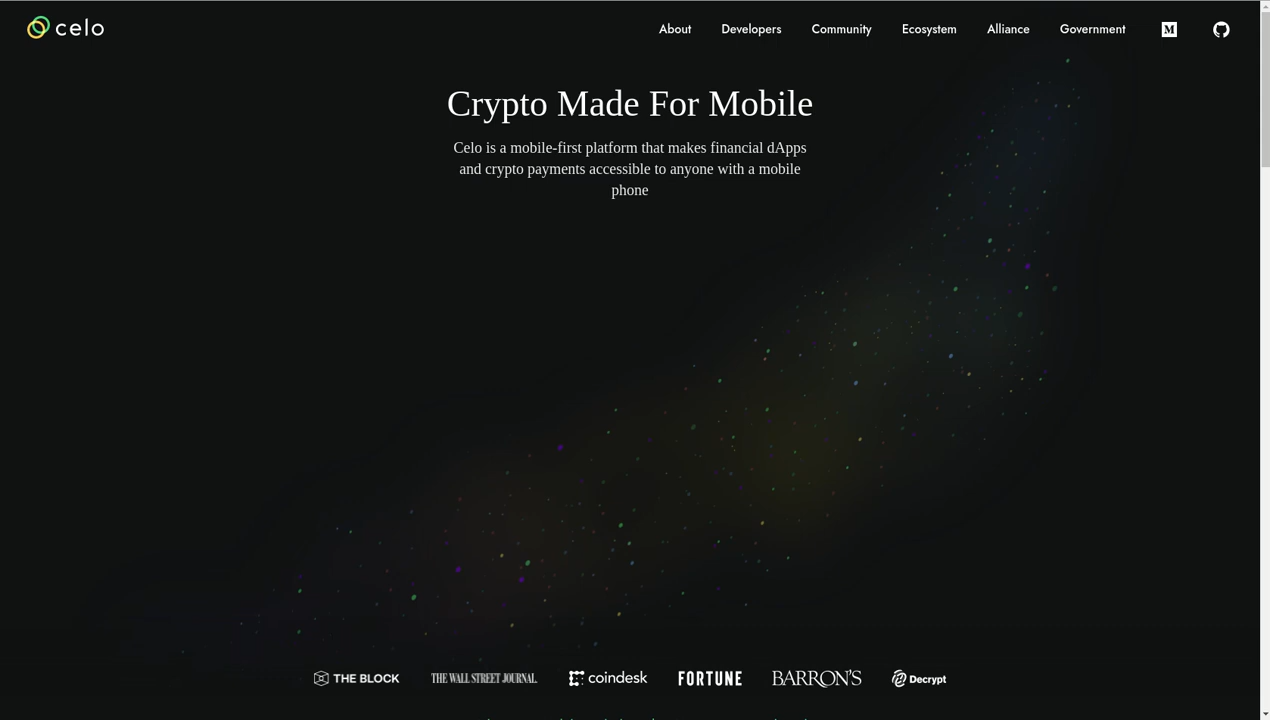 celo
About Developers Community Ecosystem Alliance Government
Crypto Made For Mobile
Celo is a mobile-first platform that makes financial dApps
and crypto payments accessible to anyone with a mobile
phone
THE BLOCK THE WALL STREET JOURNAL. coindesk FORTUNE BARRON'S Decrypt